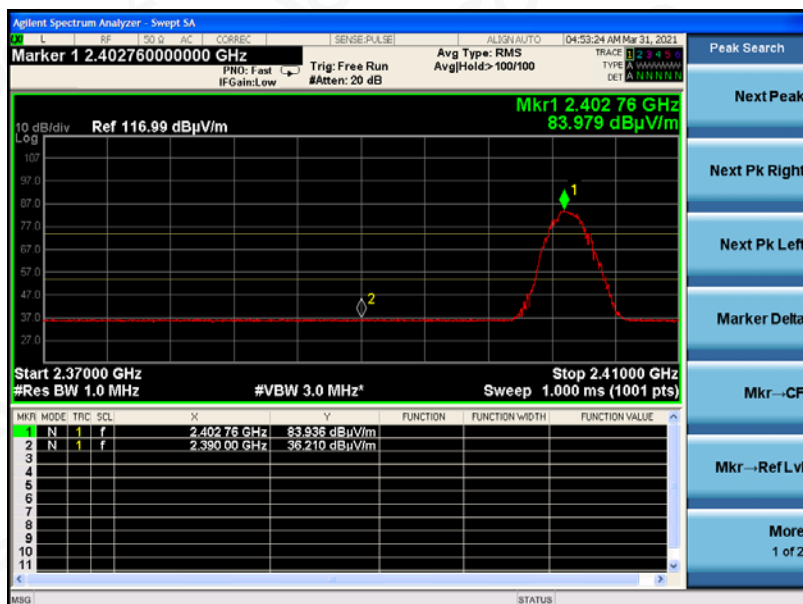 Agilent Spectrum Analyzer - Swept SA
L RF 50 Ω AC CORREC SENSE:PULSE ALIGN AUTO 04:53:24 AM Mar 31, 2021
Marker 1 2.402760000000 GHz
PNO: Fast
IFGain:Low
Trig: Free Run
#Atten: 20 dB
Avg Type: RMS
Avg|Hold:> 100/100
TRACE 1 2 3 4 5 6
TYPE A WWWWW
DET A N N N N N
Peak Search
Next Peak
Next Pk Right
Next Pk Left
Marker Delta
Mkr→CF
Mkr→Ref Lvl
More
1 of 2
Mkr1 2.402 76 GHz
83.979 dBµV/m
10 dB/div Ref 116.99 dBµV/m
Log
107
97.0
87.0
77.0
67.0
57.0
47.0
37.0
27.0
1
2
Start 2.37000 GHz Stop 2.41000 GHz
#Res BW 1.0 MHz #VBW 3.0 MHz* Sweep 1.000 ms (1001 pts)
MKR MODE TRC SCL X Y FUNCTION FUNCTION WIDTH FUNCTION VALUE
1 N 1 f 2.402 76 GHz 83.936 dBµV/m
2 N 1 f 2.390 00 GHz 36.210 dBµV/m
3
4
5
6
7
8
9
10
11
MSG STATUS